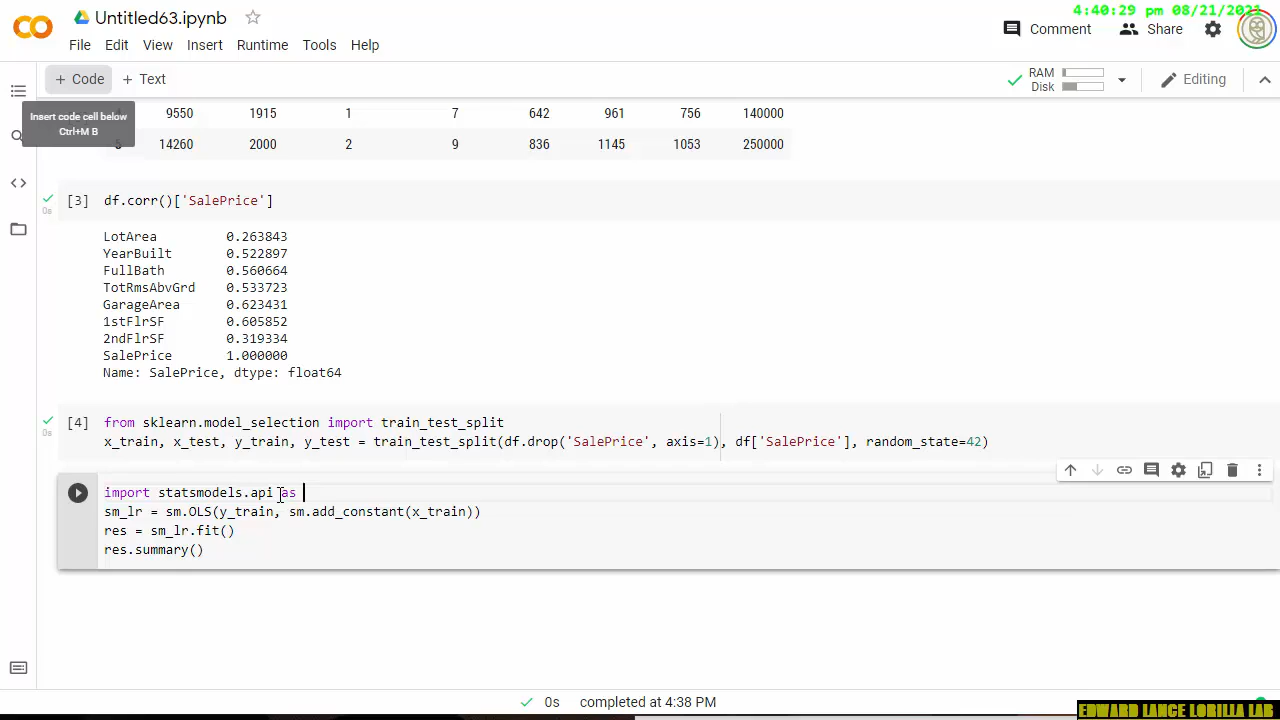 4:40:29 pm 08/21/202
Untitled63.ipynb
Comment
Share
File Edit View Insert Runtime Tools Help
+ Code + Text
RAM
Disk
Editing
Insert code cell below
Ctrl+M B
9550 1915 1 7 642 961 756 140000
5 14260 2000 2 9 836 1145 1053 250000
[3] df.corr()['SalePrice']
0s
LotArea 0.263843
YearBuilt 0.522897
FullBath 0.560664
TotRmsAbvGrd 0.533723
GarageArea 0.623431
1stFlrSF 0.605852
2ndFlrSF 0.319334
SalePrice 1.000000
Name: SalePrice, dtype: float64
[4] from sklearn.model_selection import train_test_split
0s
x_train, x_test, y_train, y_test = train_test_split(df.drop('SalePrice', axis=1), df['SalePrice'], random_state=42)
import statsmodels.api as
sm_lr = sm.OLS(y_train, sm.add_constant(x_train))
res = sm_lr.fit()
res.summary()
0s completed at 4:38 PM
EDWARD LANCE LORILLA LAB